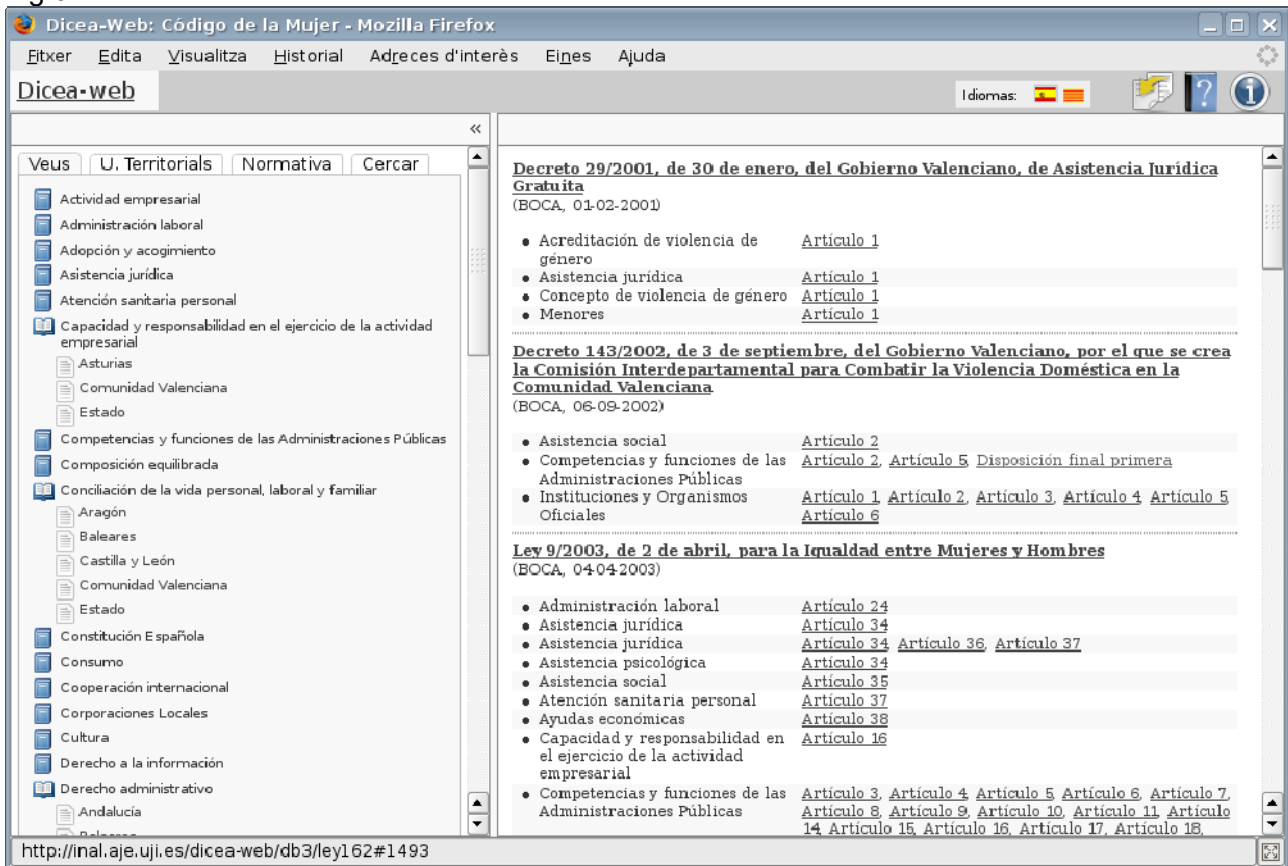 Dicea-Web: Código de la Mujer - Mozilla Firefox
Fitxer Edita Visualitza Historial Adreces d'interès Eines Ajuda
Dicea-web
Idiomas:
«
Veus U. Territorials Normativa Cercar
Actividad empresarial
Administración laboral
Adopción y acogimiento
Asistencia jurídica
Atención sanitaria personal
Capacidad y responsabilidad en el ejercicio de la actividad
empresarial
Asturias
Comunidad Valenciana
Estado
Competencias y funciones de las Administraciones Públicas
Composición equilibrada
Conciliación de la vida personal, laboral y familiar
Aragón
Baleares
Castilla y León
Comunidad Valenciana
Estado
Constitución Española
Consumo
Cooperación internacional
Corporaciones Locales
Cultura
Derecho a la información
Derecho administrativo
Andalucía
Decreto 29/2001, de 30 de enero, del Gobierno Valenciano, de Asistencia Jurídica
Gratuita
(BOCA, 01-02-2001)
• Acreditación de violencia de Artículo 1
género
• Asistencia jurídica Artículo 1
• Concepto de violencia de género Artículo 1
• Menores Artículo 1
Decreto 143/2002, de 3 de septiembre, del Gobierno Valenciano, por el que se crea
la Comisión Interdepartamental para Combatir la Violencia Doméstica en la
Comunidad Valenciana
(BOCA, 06-09-2002)
• Asistencia social Artículo 2
• Competencias y funciones de las Artículo 2, Artículo 5, Disposición final primera
Administraciones Públicas
• Instituciones y Organismos Artículo 1, Artículo 2, Artículo 3, Artículo 4, Artículo 5,
Oficiales Artículo 6
Ley 9/2003, de 2 de abril, para la Igualdad entre Mujeres y Hombres
(BOCA, 04-04-2003)
• Administración laboral Artículo 24
• Asistencia jurídica Artículo 34
• Asistencia jurídica Artículo 34, Artículo 36, Artículo 37
• Asistencia psicológica Artículo 34
• Asistencia social Artículo 35
• Atención sanitaria personal Artículo 37
• Ayudas económicas Artículo 38
• Capacidad y responsabilidad en Artículo 16
el ejercicio de la actividad
empresarial
• Competencias y funciones de las Artículo 3, Artículo 4, Artículo 5, Artículo 6, Artículo 7,
Administraciones Públicas Artículo 8, Artículo 9, Artículo 10, Artículo 11, Artículo
14, Artículo 15, Artículo 16, Artículo 17, Artículo 18,
http://inal.aje.uji.es/dicea-web/db3/ley162#1493